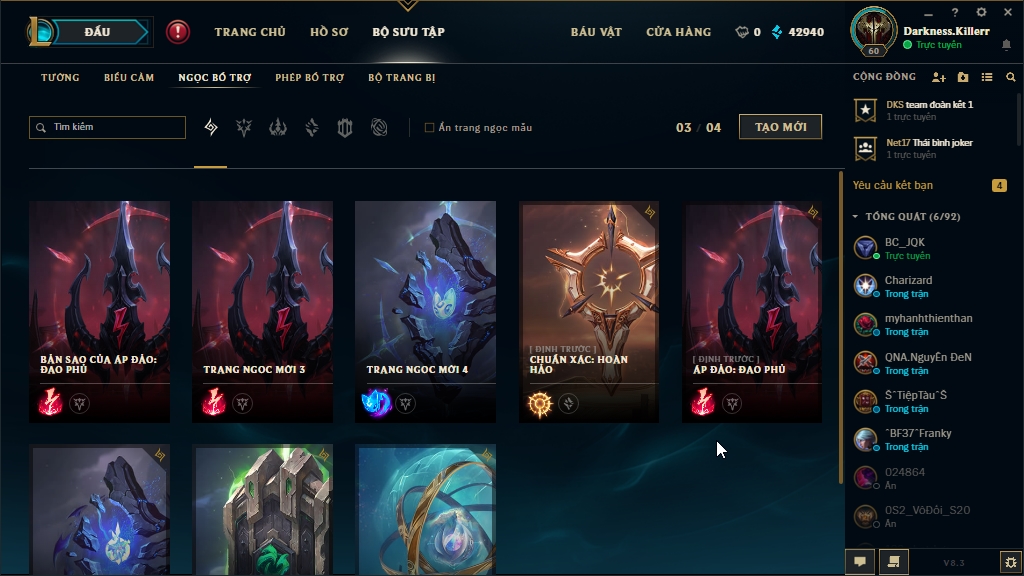 ĐẤU
TRANG CHỦ
HỒ SƠ
BỘ SƯU TẬP
BÁU VẬT
CỬA HÀNG
0
42940
60
Darkness.Killerr
Trực tuyến
TƯỚNG
BIỂU CẢM
NGỌC BỔ TRỢ
PHÉP BỔ TRỢ
BỘ TRANG BỊ
Tìm kiếm
Ẩn trang ngọc mẫu
03 / 04
TẠO MỚI
CỘNG ĐỒNG
DKS team đoàn kết 1
1 trực tuyến
Net17 Thái bình joker
1 trực tuyến
Yêu cầu kết bạn
4
TỔNG QUÁT (6/92)
BC_JQK
Trực tuyến
Charizard
Trong trận
myhanhthienthan
Trong trận
QNA.NguyÊn ĐeN
Trong trận
Š˜TiệpTàu˜Š
Trong trận
ˆBF37ˆFranky
Trong trận
024864
Ẩn
0S2_VôĐối_S20
Ẩn
BẢN SAO CỦA ÁP ĐẢO:
ĐAO PHỦ
TRANG NGỌC MỚI 3
TRANG NGỌC MỚI 4
[ ĐỊNH TRƯỚC ]
CHUẨN XÁC: HOÀN
HẢO
[ ĐỊNH TRƯỚC ]
ÁP ĐẢO: ĐAO PHỦ
V8.3